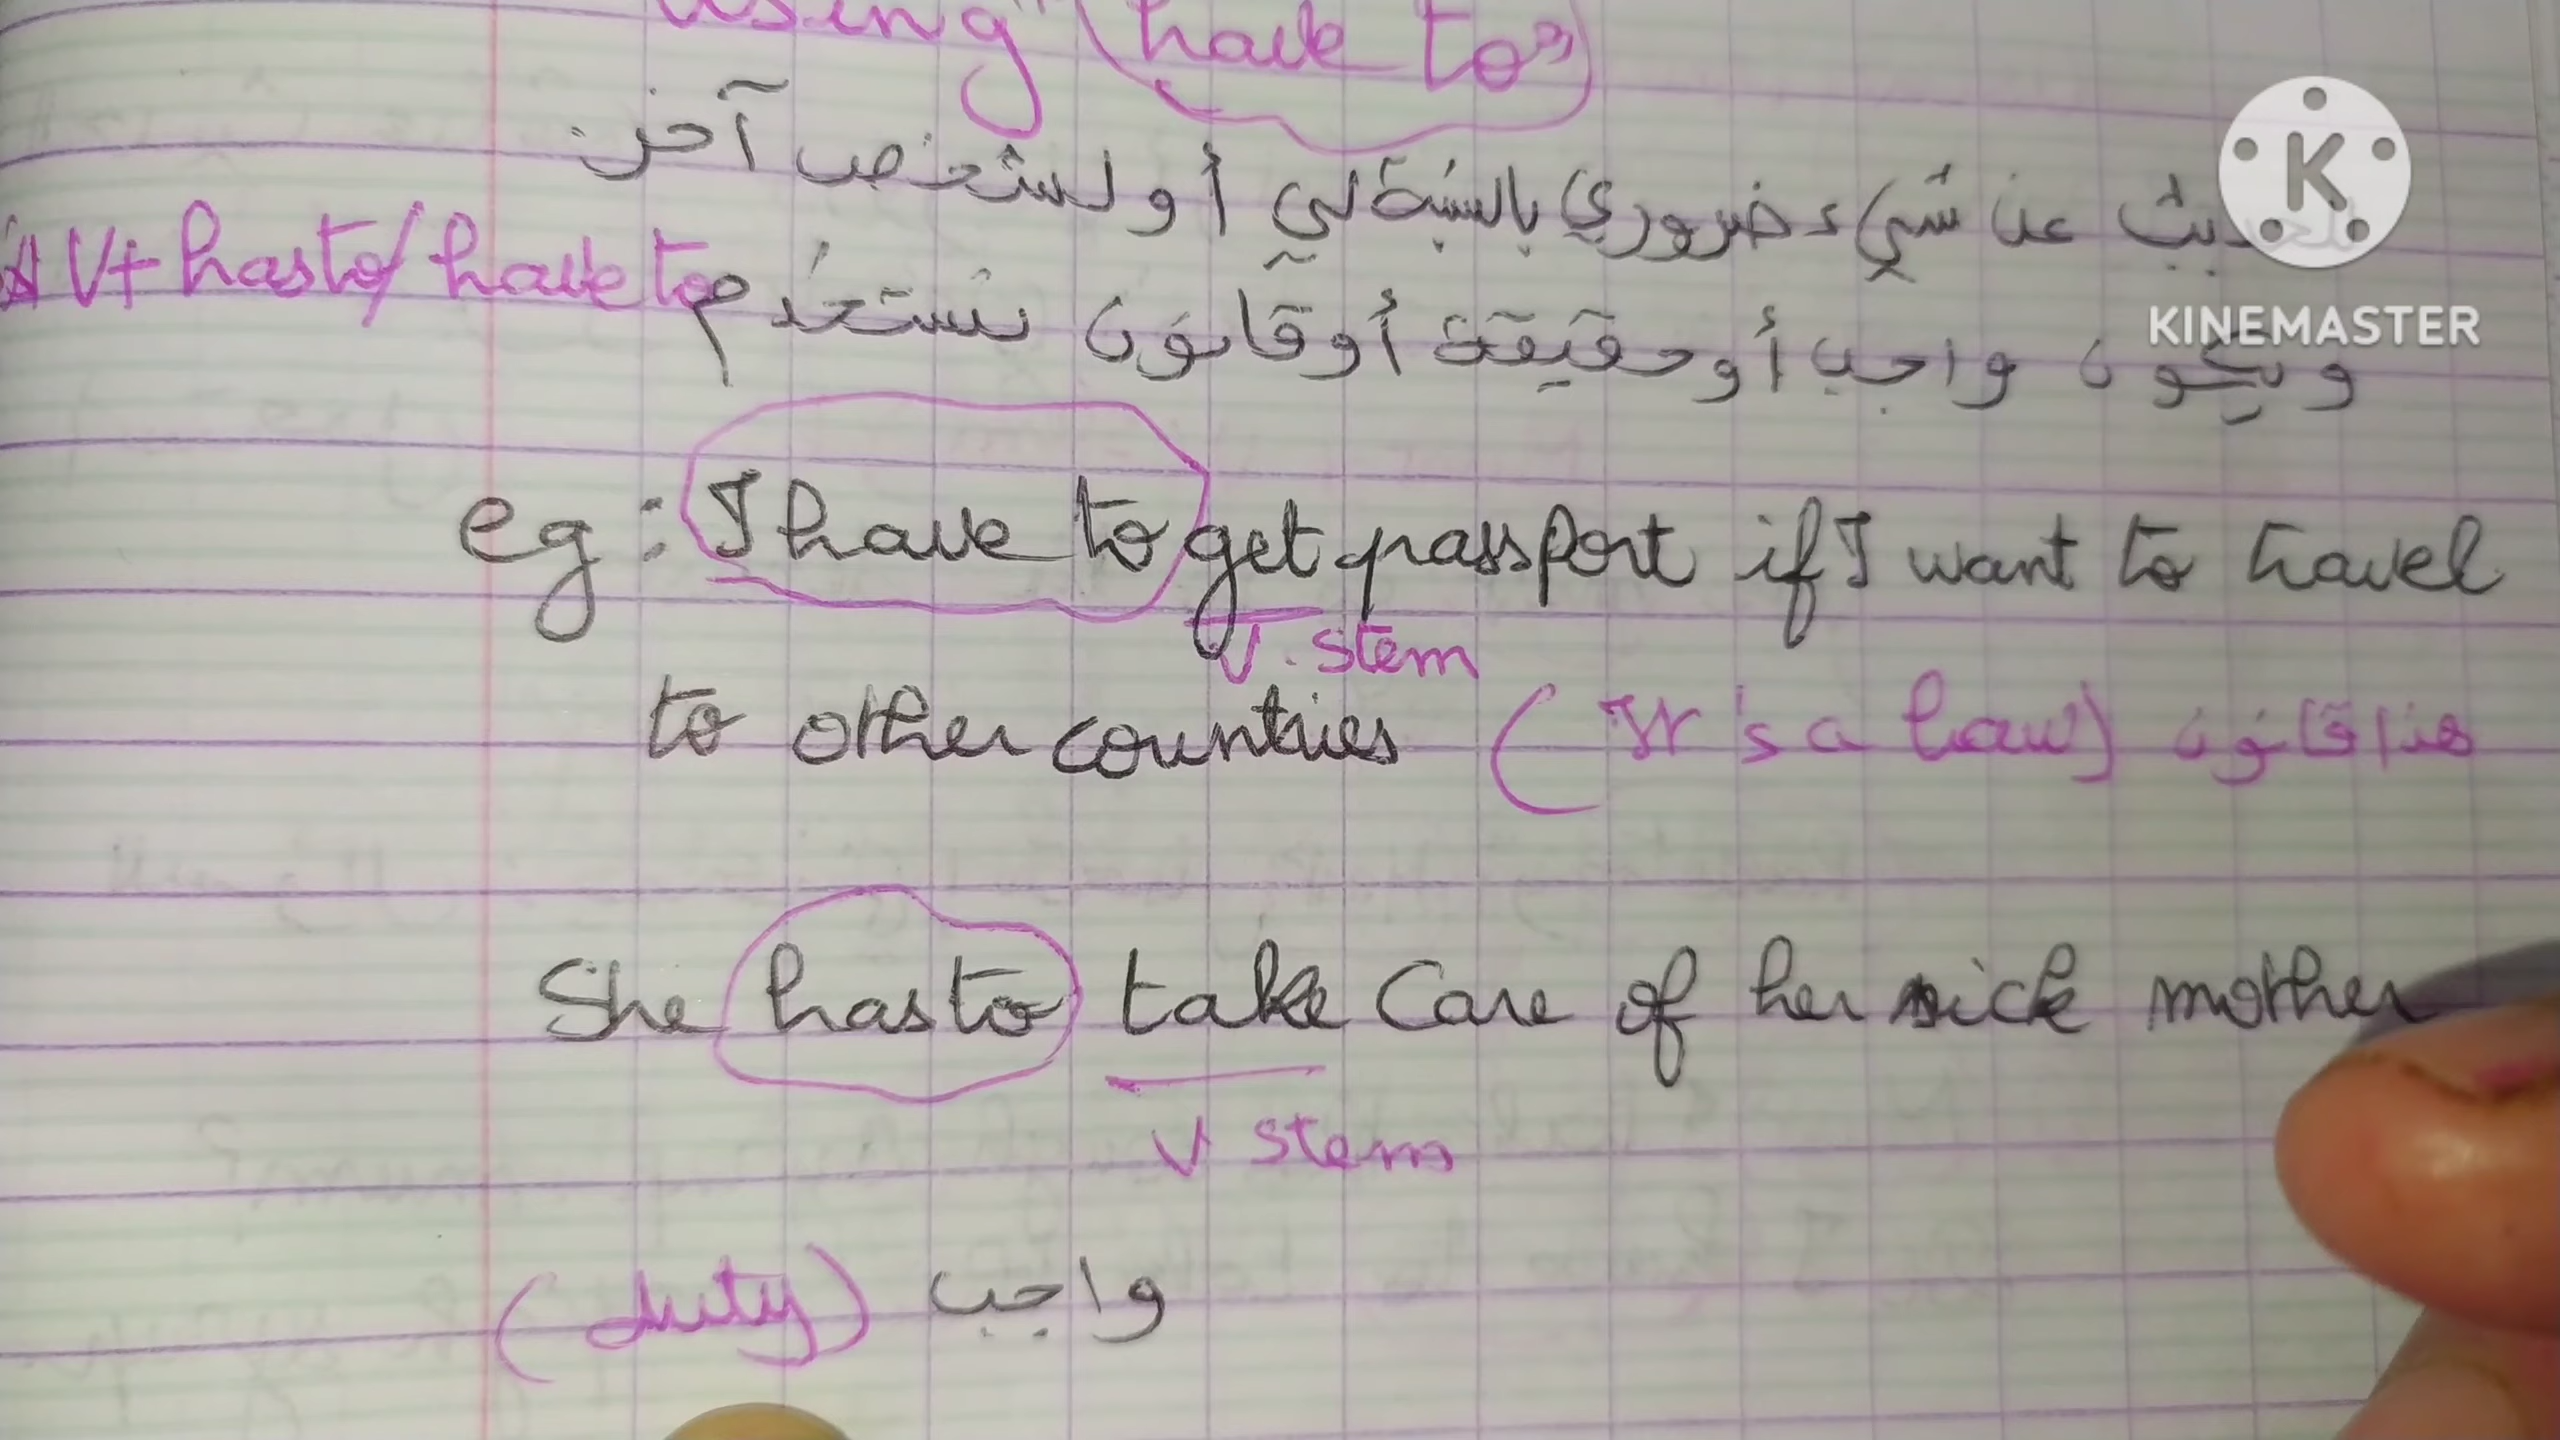 using "have to"
للحديث عن شيء ضروري بالنسبة لي أو لشخص آخر.
ويكون واجب أو حقيقة أو قانون نستخدم V+ has to/have to
eg: I have to get passport if I want to travel
V. stem
to other countries (It's a law) هذا قانون
She has to take care of her sick mother
V stem
(duty) واجب
KINEMASTER